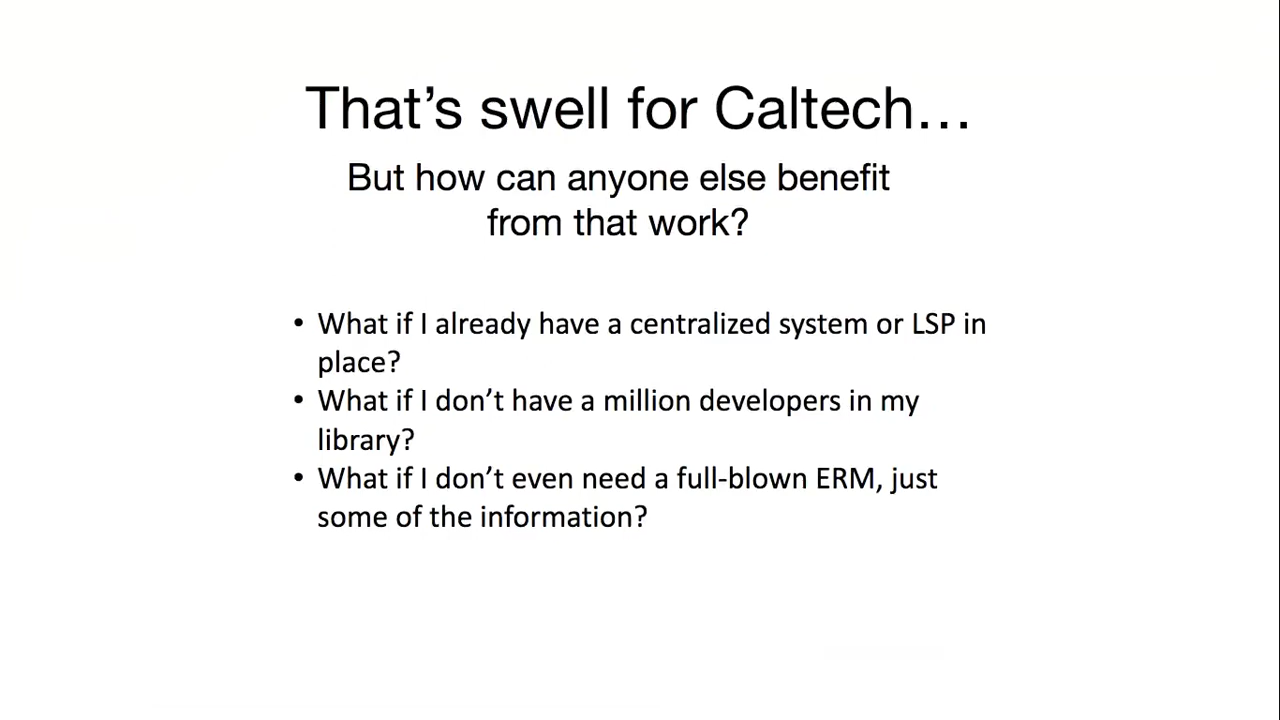 That’s swell for Caltech…
But how can anyone else benefit
from that work?
• What if I already have a centralized system or LSP in
place?
• What if I don’t have a million developers in my
library?
• What if I don’t even need a full-blown ERM, just
some of the information?